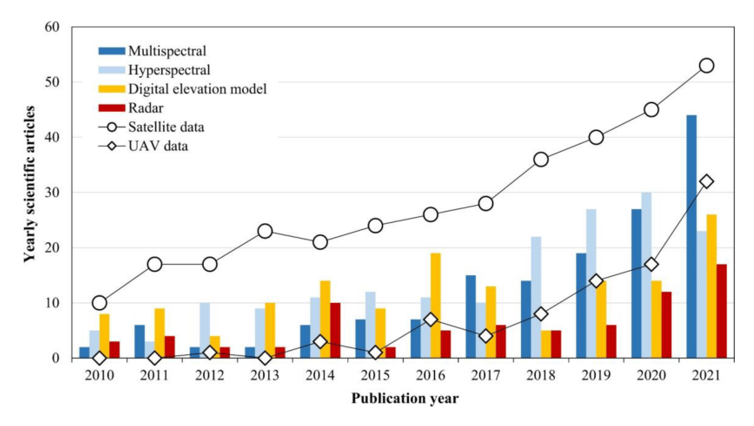 60
50
40
30
20
10
0
Yearly scientific articles
Multispectral
Hyperspectral
Digital elevation model
Radar
Satellite data
UAV data
2010 2011 2012 2013 2014 2015 2016 2017 2018 2019 2020 2021
Publication year